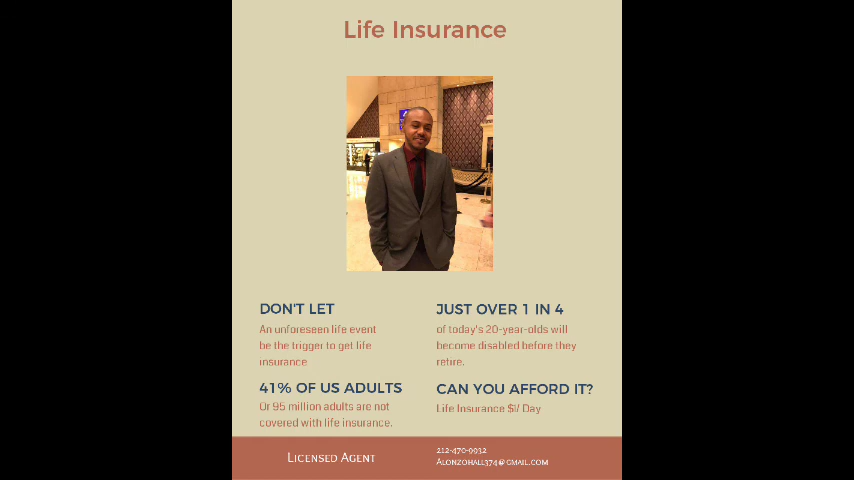 Life Insurance
DON'T LET
An unforeseen life event
be the trigger to get life
insurance
JUST OVER 1 IN 4
of today's 20-year-olds will
become disabled before they
retire.
41% OF US ADULTS
Or 95 million adults are not
covered with life insurance.
CAN YOU AFFORD IT?
Life Insurance $1/ Day
Licensed Agent
212-470-9932
Alonzohall374@gmail.com